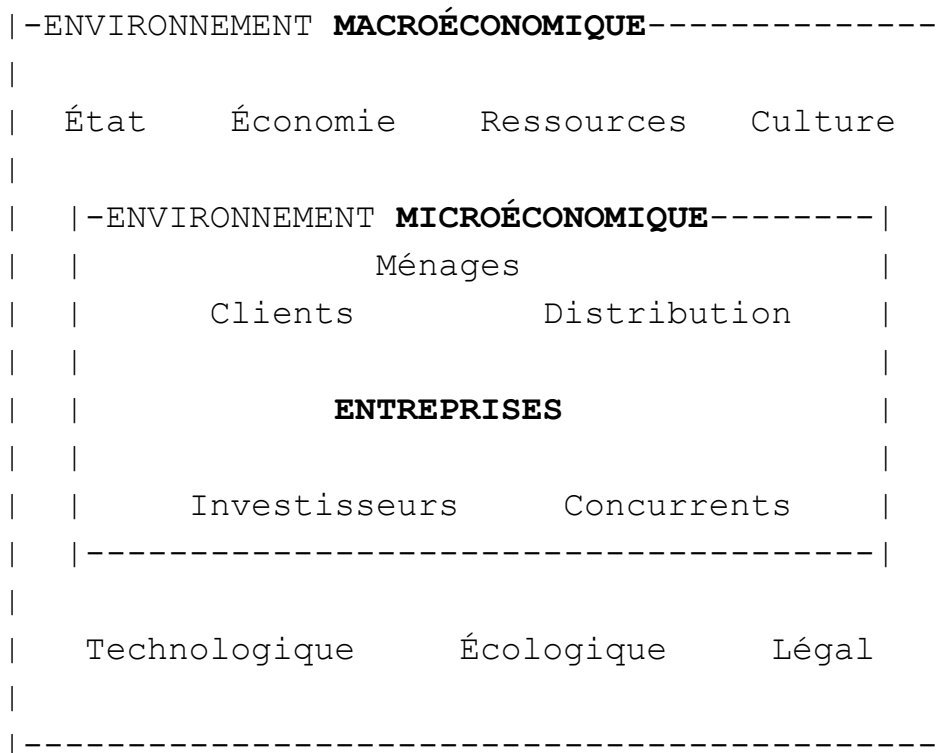 |-ENVIRONNEMENT MACROÉCONOMIQUE--------------
|
|  État    Économie    Ressources   Culture
|
|  |-ENVIRONNEMENT MICROÉCONOMIQUE--------|
|  |              Ménages                 |
|  |      Clients         Distribution    |
|  |                                      |
|  |            ENTREPRISES               |
|  |                                      |
|  |     Investisseurs     Concurrents    |
|  |--------------------------------------|
|
|   Technologique     Écologique     Légal
|
|--------------------------------------------